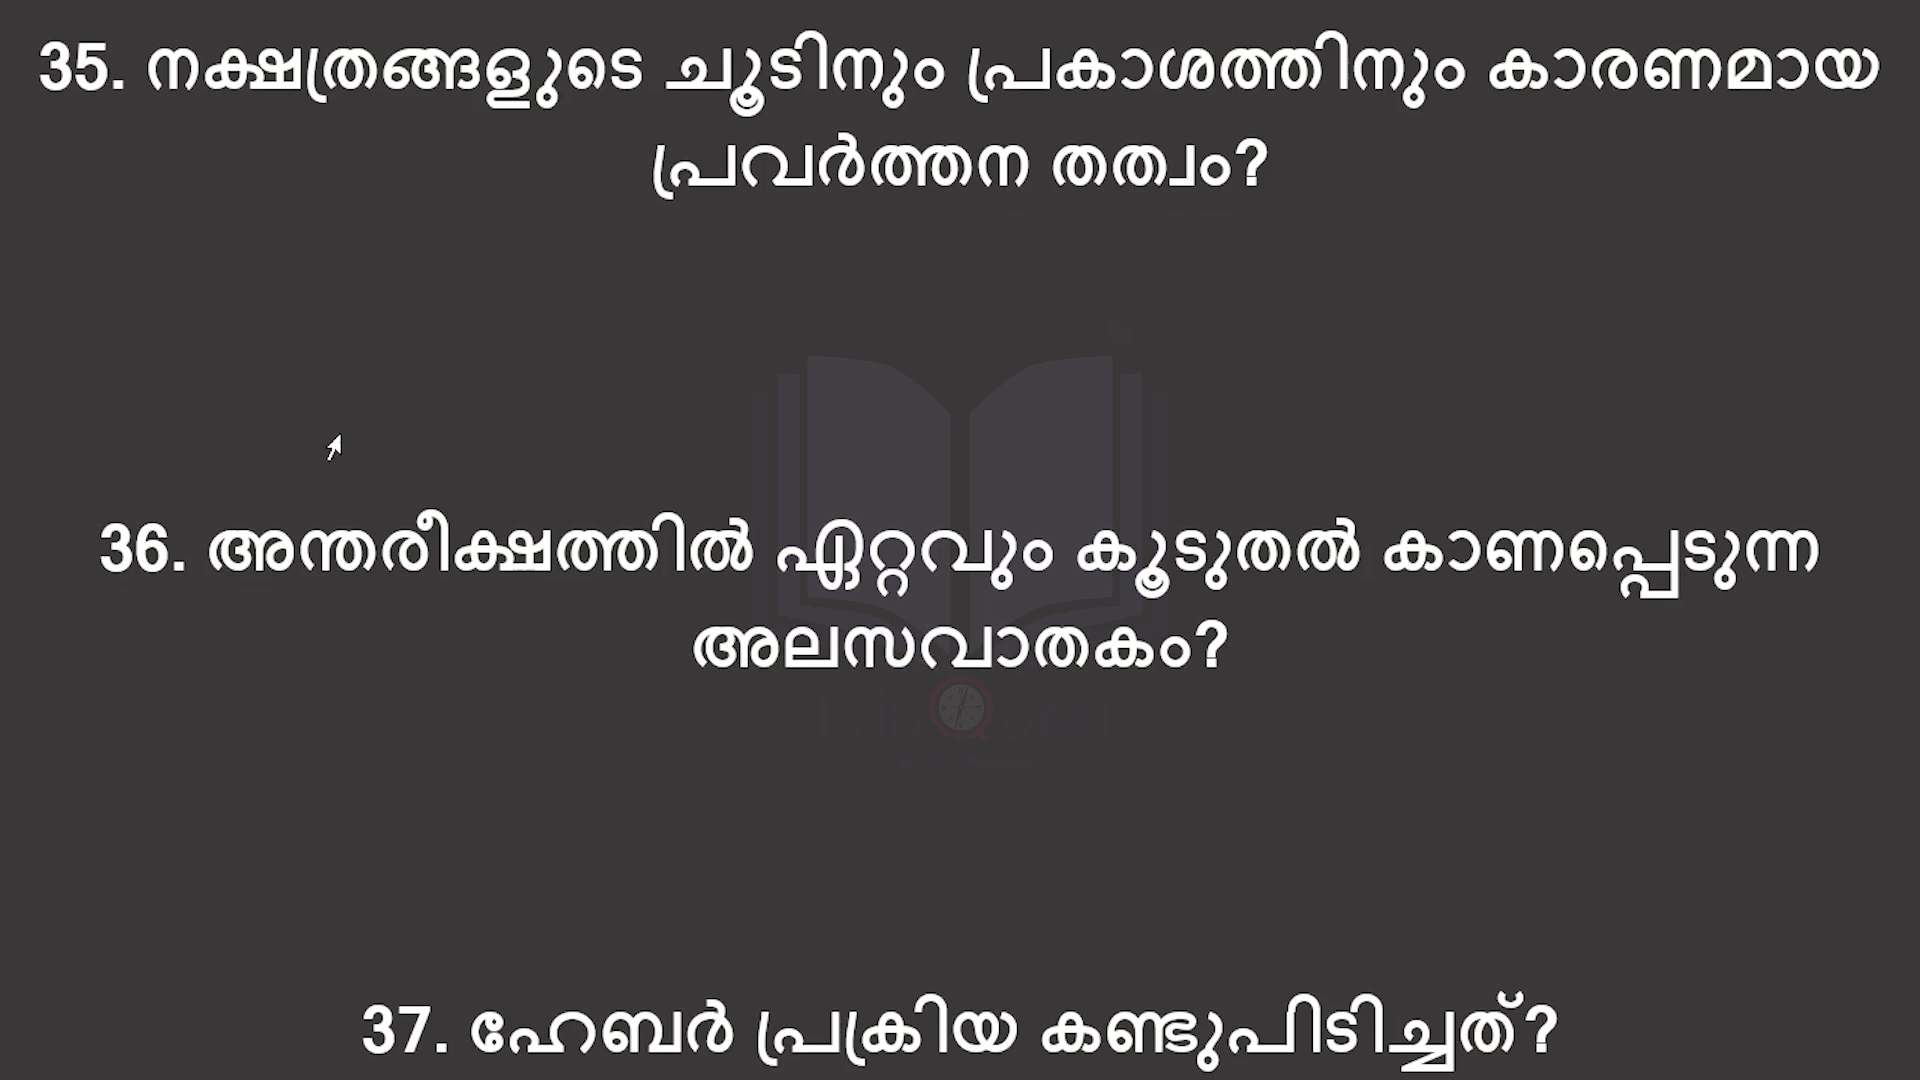 35. നക്ഷത്രങ്ങളുടെ ചൂടിനും പ്രകാശത്തിനും കാരണമായ
പ്രവർത്തന തത്വം?
36. അന്തരീക്ഷത്തിൽ ഏറ്റവും കൂടുതൽ കാണപ്പെടുന്ന
അലസവാതകം?
37. ഹേബർ പ്രക്രിയ കണ്ടുപിടിച്ചത്?